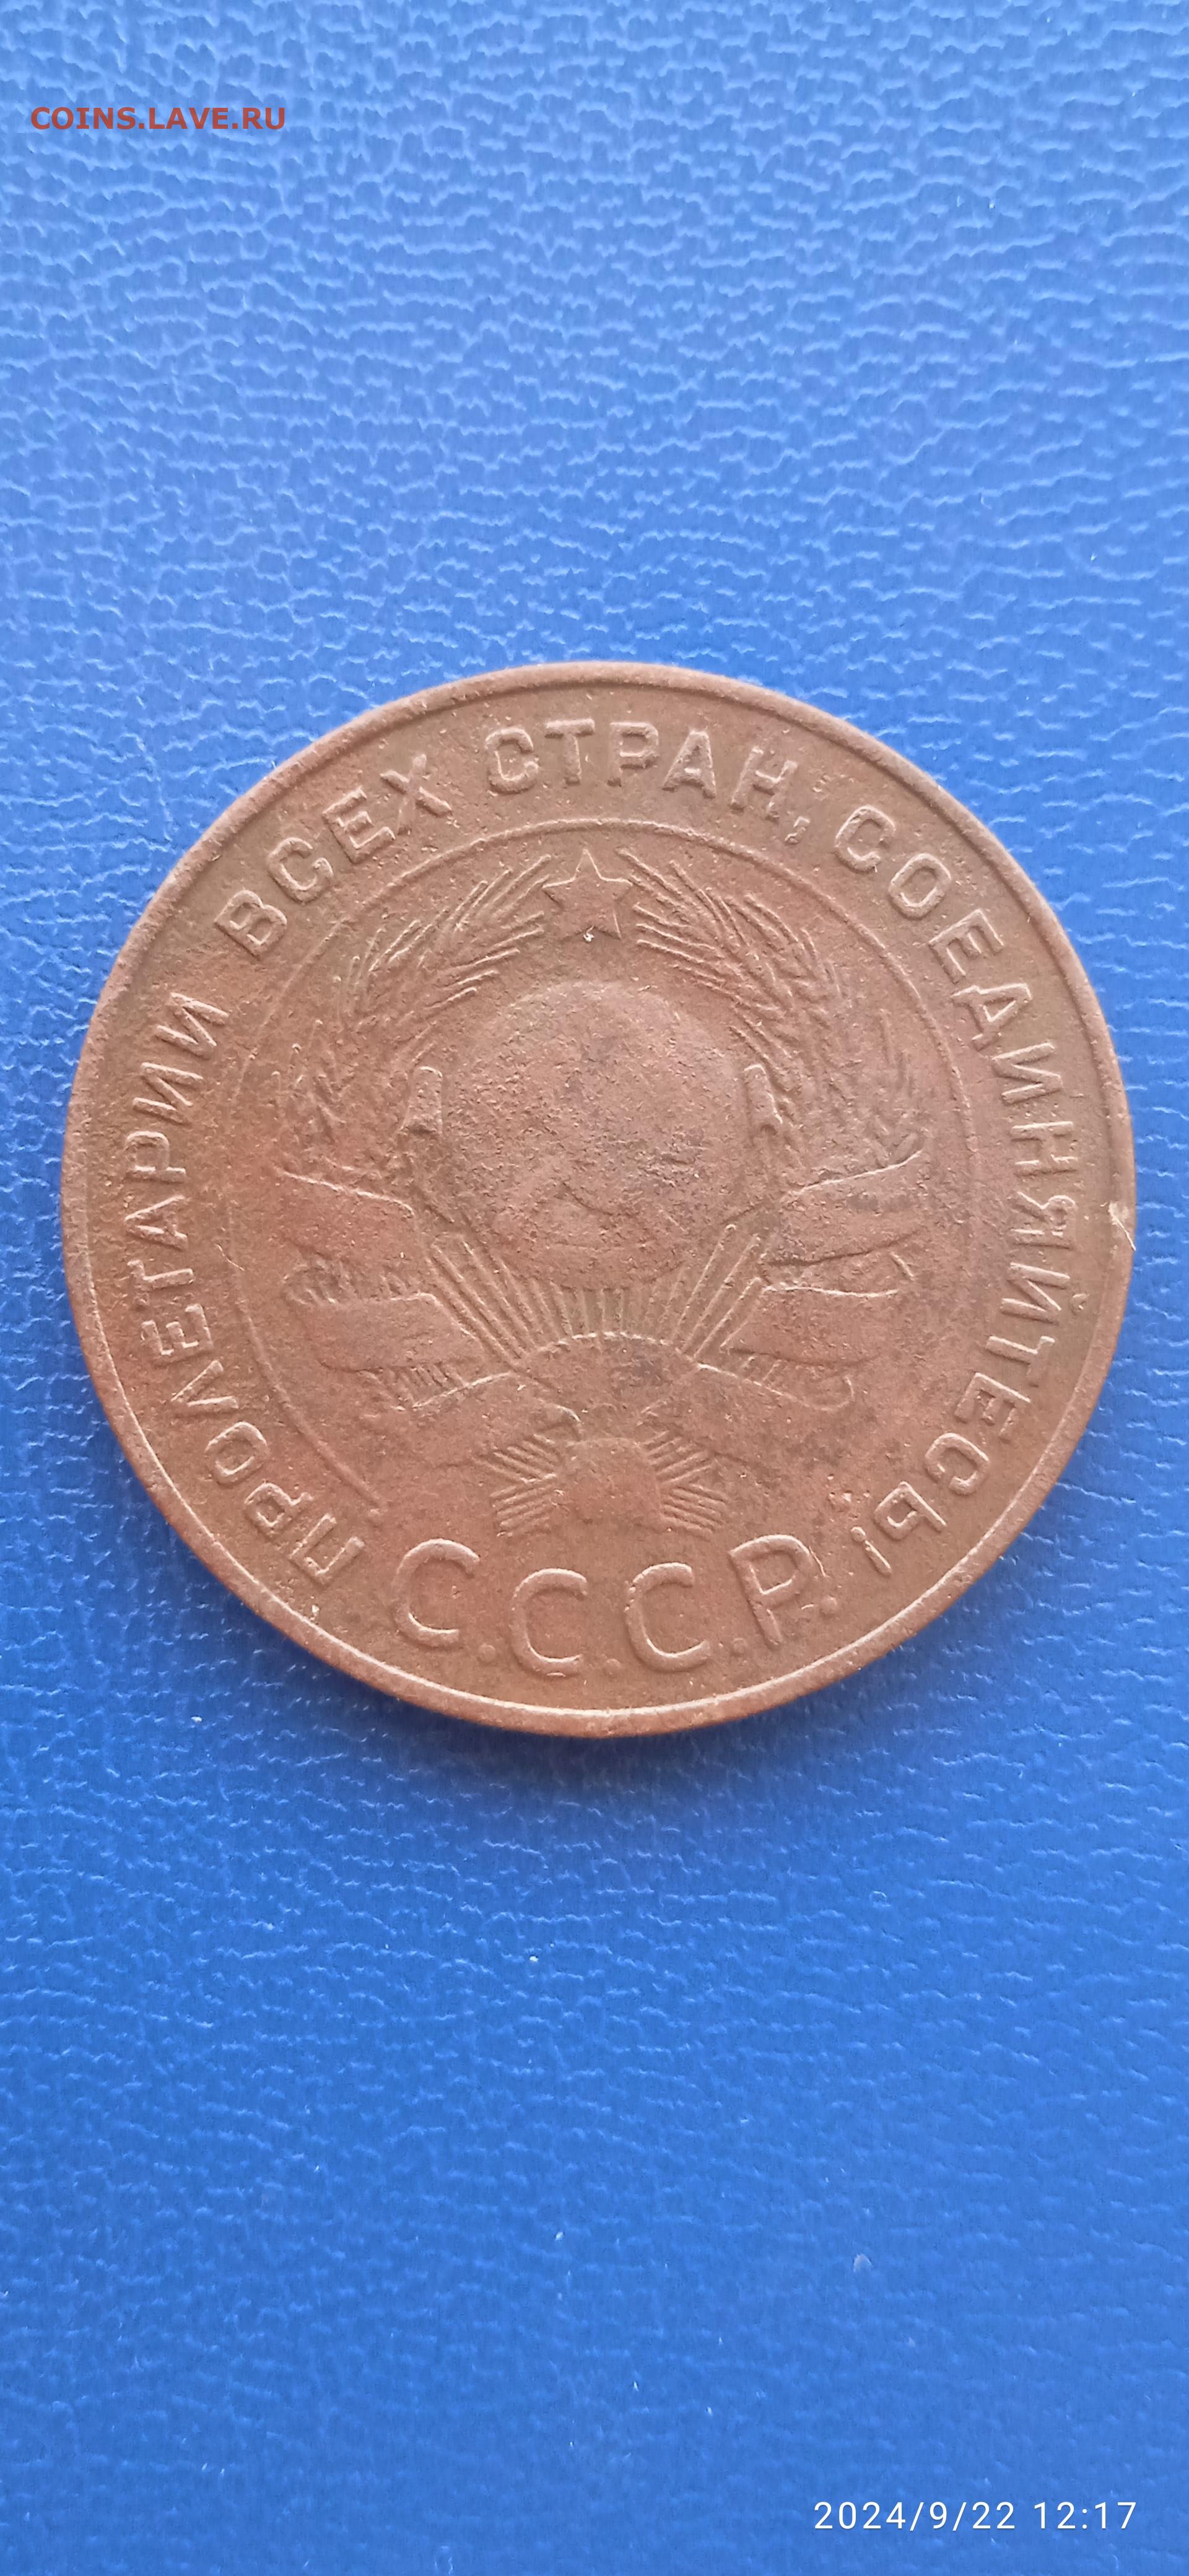 COINS.LAVE.RU
ПРОЛЕТАРИИ ВСЕХ СТРАН, СОЕДИНЯЙТЕСЬ!
С.С.С.Р.
2024/9/22 12:17